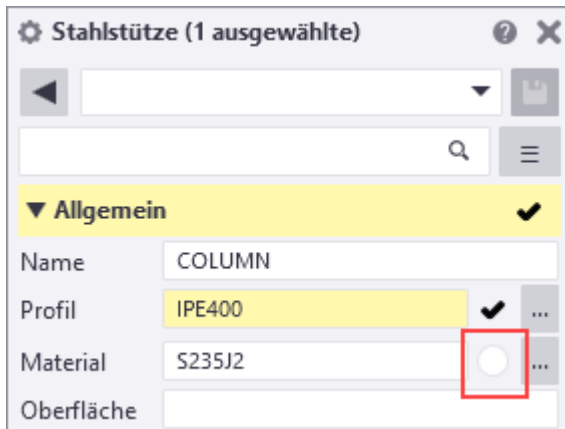 Stahlstütze (1 ausgewählte)
Allgemein
Name COLUMN
Profil IPE400 ...
Material S235J2 ...
Oberfläche